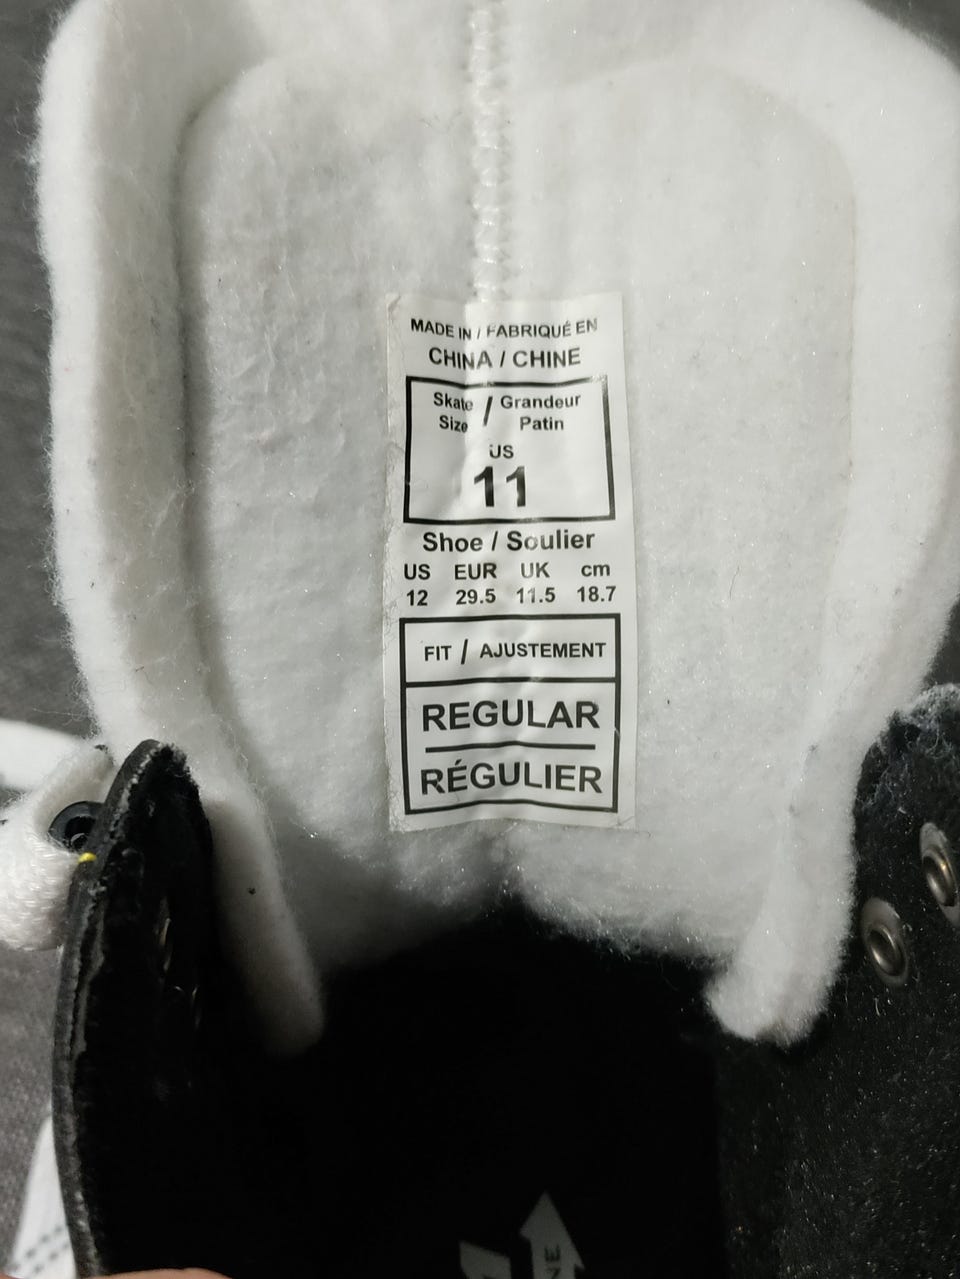 MADE IN / FABRIQUÉ EN
CHINA / CHINE
Skate / Grandeur
Size Patin
US
11
Shoe / Soulier
US EUR UK cm
12 29.5 11.5 18.7
FIT / AJUSTEMENT
REGULAR
RÉGULIER